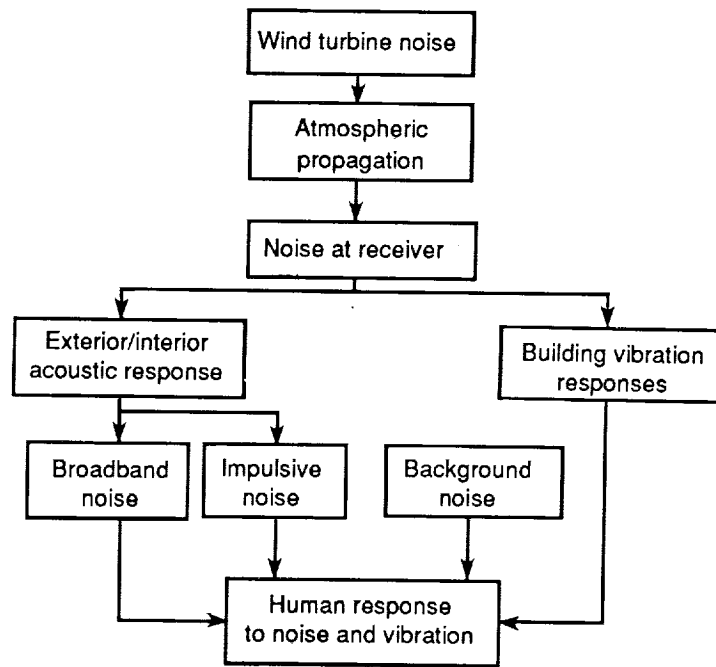 Wind turbine noise
Atmospheric
propagation
Noise at receiver
Exterior/interior
acoustic response
Building vibration
responses
Broadband
noise
Impulsive
noise
Background
noise
Human response
to noise and vibration